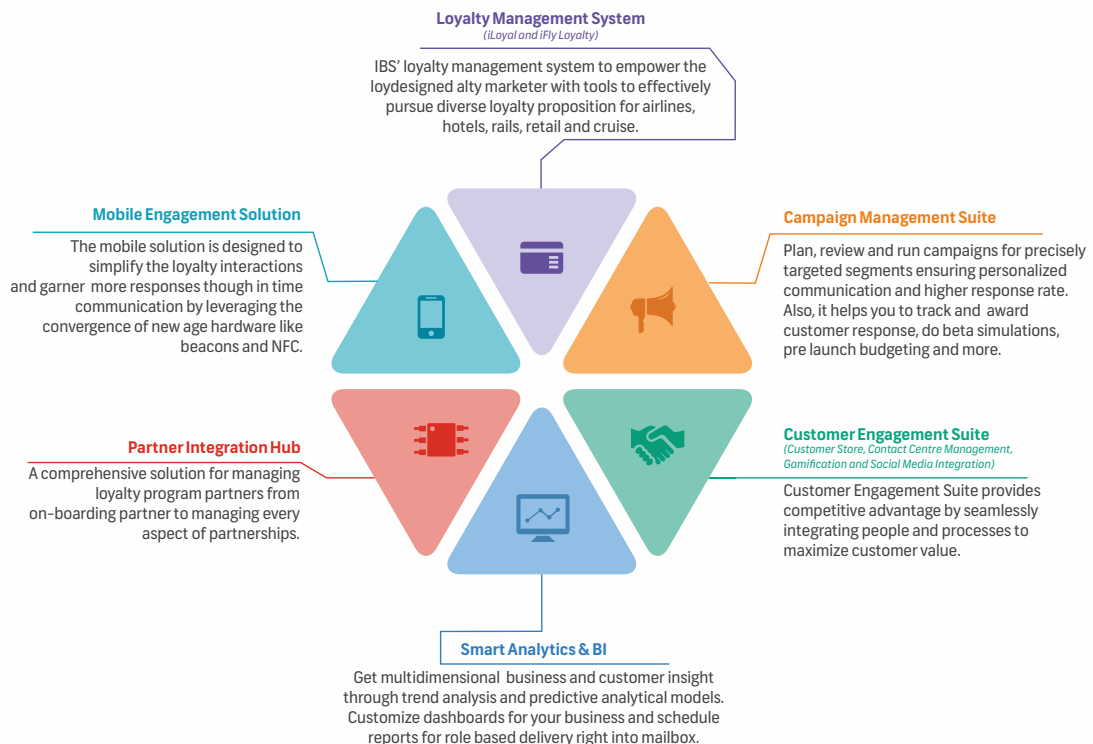 Loyalty Management System
(iLoyal and iFly Loyalty)
IBS' loyalty management system to empower the
loydesigned alty marketer with tools to effectively
pursue diverse loyalty proposition for airlines,
hotels, rails, retail and cruise.
Mobile Engagement Solution
The mobile solution is designed to
simplify the loyalty interactions
and garner more responses though in time
communication by leveraging the
convergence of new age hardware like
beacons and NFC.
Campaign Management Suite
Plan, review and run campaigns for precisely
targeted segments ensuring personalized
communication and higher response rate.
Also, it helps you to track and award
customer response, do beta simulations,
pre launch budgeting and more.
Partner Integration Hub
A comprehensive solution for managing
loyalty program partners from
on-boarding partner to managing every
aspect of partnerships.
Customer Engagement Suite
(Customer Store, Contact Centre Management,
Gamification and Social Media Integration)
Customer Engagement Suite provides
competitive advantage by seamlessly
integrating people and processes to
maximize customer value.
Smart Analytics & BI
Get multidimensional business and customer insight
through trend analysis and predictive analytical models.
Customize dashboards for your business and schedule
reports for role based delivery right into mailbox.